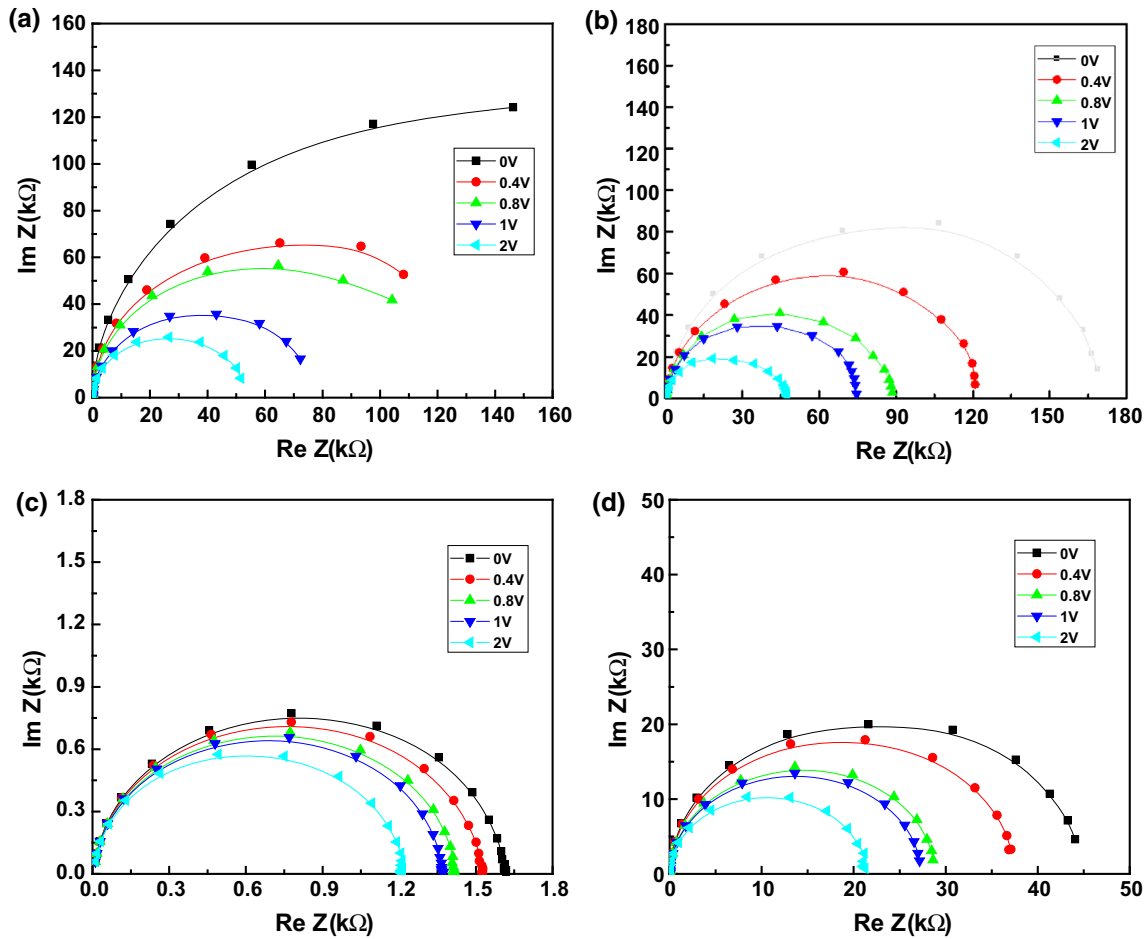 (a)
160
140
120
100
80
60
40
20
0
Im Z(kΩ)
0V
0.4V
0.8V
1V
2V
0 20 40 60 80 100 120 140 160
Re Z(kΩ)
(b)
180
160
140
120
100
80
60
40
20
0
Im Z(kΩ)
0V
0.4V
0.8V
1V
2V
0 30 60 90 120 150 180
Re Z(kΩ)
(c)
1.8
1.5
1.2
0.9
0.6
0.3
0.0
Im Z(kΩ)
0V
0.4V
0.8V
1V
2V
0.0 0.3 0.6 0.9 1.2 1.5 1.8
Re Z(kΩ)
(d)
50
40
30
20
10
0
Im Z(kΩ)
0V
0.4V
0.8V
1V
2V
0 10 20 30 40 50
Re Z(kΩ)